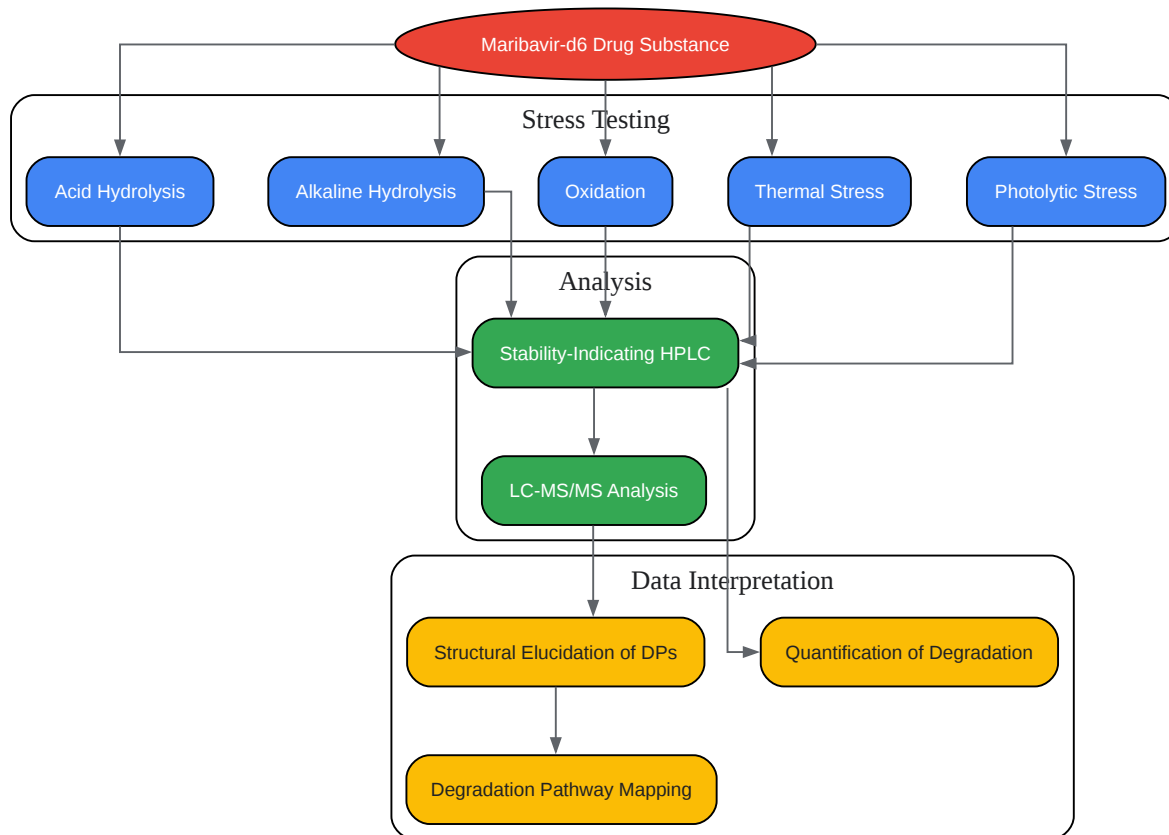 Maribavir-d6 Drug Substance
Stress Testing
Acid Hydrolysis
Alkaline Hydrolysis
Oxidation
Thermal Stress
Photolytic Stress
Analysis
Stability-Indicating HPLC
LC-MS/MS Analysis
Data Interpretation
Structural Elucidation of DPs
Quantification of Degradation
Degradation Pathway Mapping